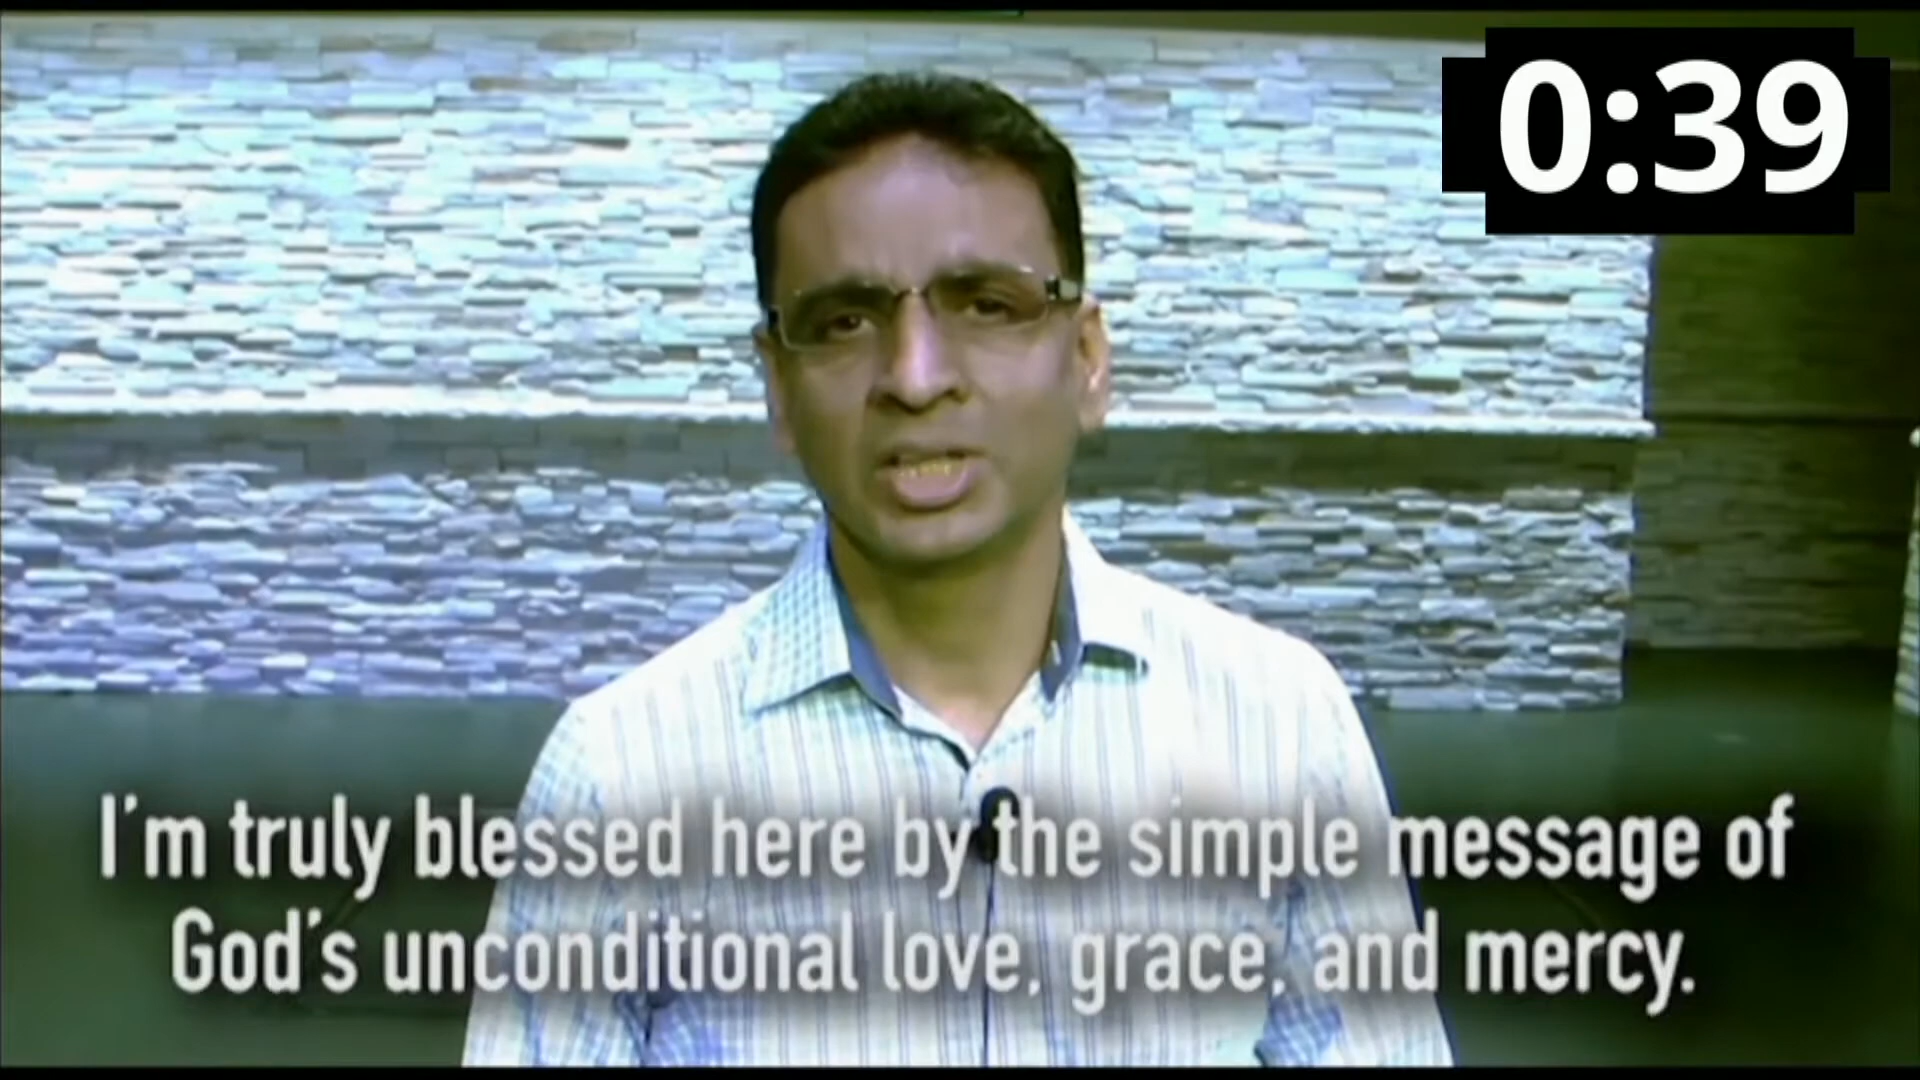 0:39
I'm truly blessed here by the simple message of
God's unconditional love, grace, and mercy.